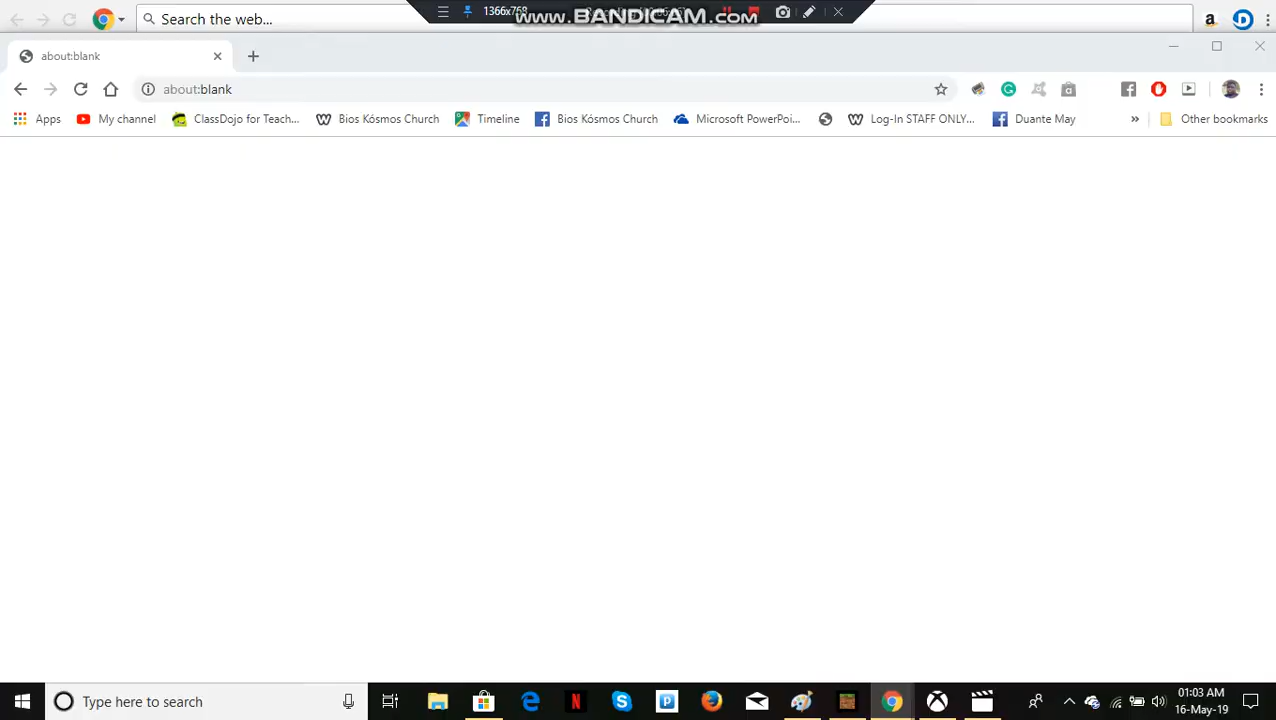 Search the web...
1366x768
WWW.BANDICAM.COM
about:blank
about:blank
Apps
My channel
ClassDojo for Teach...
Bios Kósmos Church
Timeline
Bios Kósmos Church
Microsoft PowerPoi...
Log-In STAFF ONLY...
Duante May
»
Other bookmarks
Type here to search
01:03 AM
16-May-19